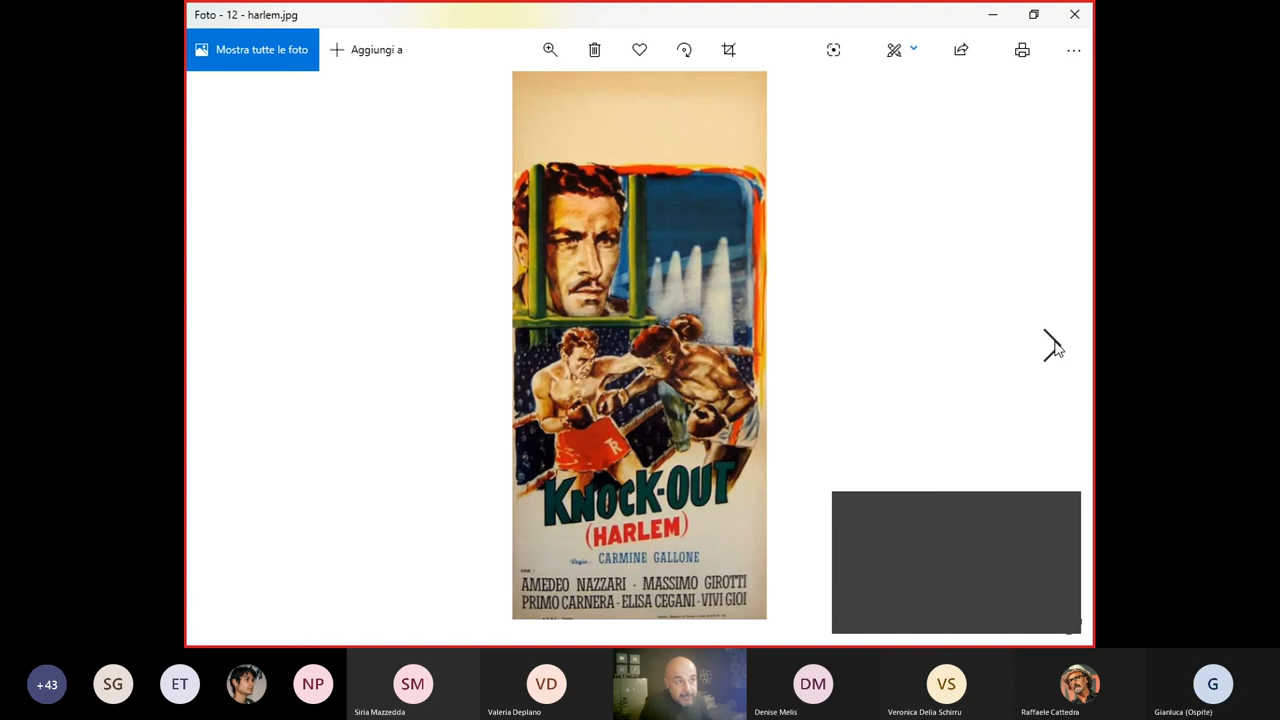 Foto - 12 - harlem.jpg
Mostra tutte le foto
Aggiungi a
TR
KNOCK-OUT
(HARLEM)
Regia: CARMINE GALLONE
AMEDEO NAZZARI - MASSIMO GIROTTI
PRIMO CARNERA - ELISA CEGANI - VIVI GIOI
+43
SG
ET
NP
SM
Siria Mazzedda
VD
Valeria Deplano
DM
Denise Melis
VS
Veronica Delia Schirru
Raffaele Cattedra
G
Gianluca (Ospite)